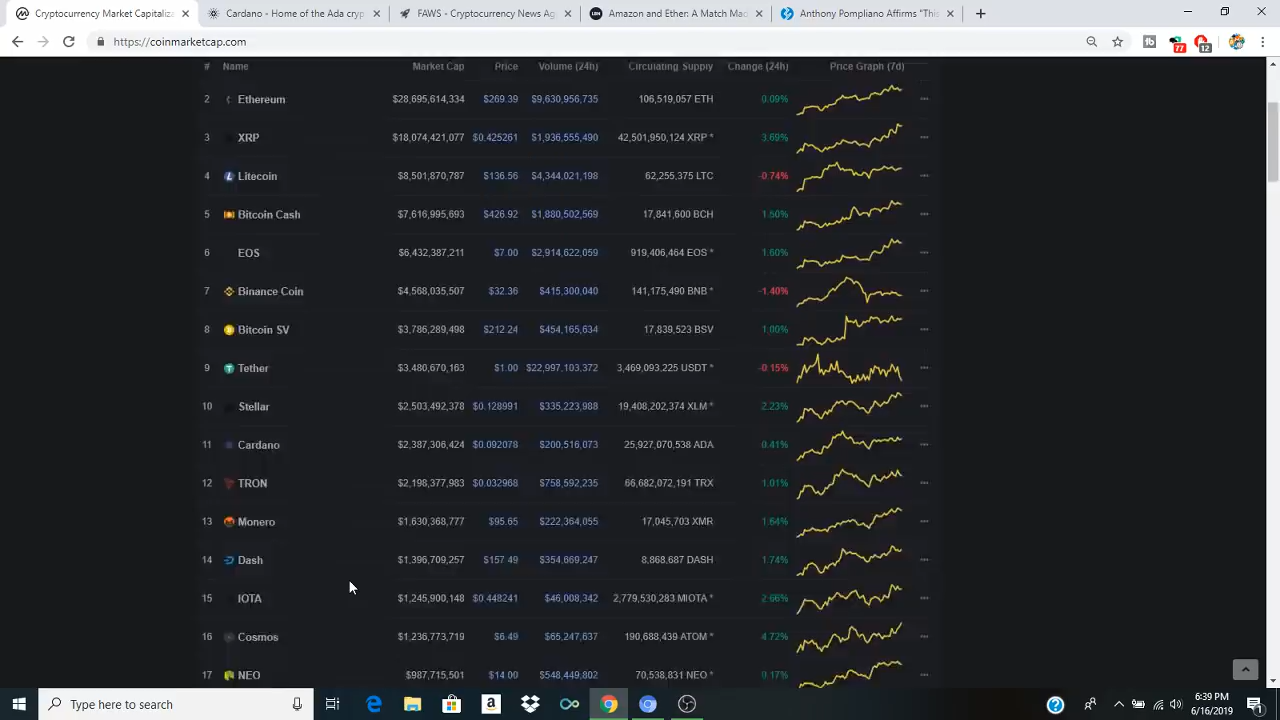 Cryptocurrency Market Capitaliza
Cardano - Home of the Ada cryp
FAWS - Cryptocurrency News Ag
Amazon and Ether: A Match Mac
Anthony Pompliano Affirms "This
https://coinmarketcap.com
77
12
# Name Market Cap Price Volume (24h) Circulating Supply Change (24h) Price Graph (7d)
2 Ethereum $28,695,614,334 $269.39 $9,630,956,735 106,519,057 ETH 0.09%
3 XRP $18,074,421,077 $0.425261 $1,936,555,490 42,501,950,124 XRP * 3.69%
4 Litecoin $8,501,870,787 $136.56 $4,344,021,198 62,255,375 LTC -0.74%
5 Bitcoin Cash $7,616,995,693 $426.92 $1,880,502,569 17,841,600 BCH 1.50%
6 EOS $6,432,387,211 $7.00 $2,914,622,059 919,406,464 EOS * 1.60%
7 Binance Coin $4,568,035,507 $32.36 $415,300,040 141,175,490 BNB * -1.40%
8 Bitcoin SV $3,786,289,498 $212.24 $454,165,634 17,839,523 BSV 1.00%
9 Tether $3,480,670,163 $1.00 $22,997,103,372 3,469,093,225 USDT * -0.15%
10 Stellar $2,503,492,378 $0.128991 $335,223,988 19,408,202,374 XLM * 2.23%
11 Cardano $2,387,306,424 $0.092078 $200,516,073 25,927,070,538 ADA 0.41%
12 TRON $2,198,377,983 $0.032968 $758,592,235 66,682,072,191 TRX 1.01%
13 Monero $1,630,368,777 $95.65 $222,364,055 17,045,703 XMR 1.64%
14 Dash $1,396,709,257 $157.49 $354,669,247 8,868,687 DASH 1.74%
15 IOTA $1,245,900,148 $0.448241 $46,008,342 2,779,530,283 MIOTA * 2.66%
16 Cosmos $1,236,773,719 $6.49 $65,247,637 190,688,439 ATOM * 4.72%
17 NEO $987,715,501 $14.00 $548,449,802 70,538,831 NEO * 0.17%
Type here to search
6:39 PM
6/16/2019